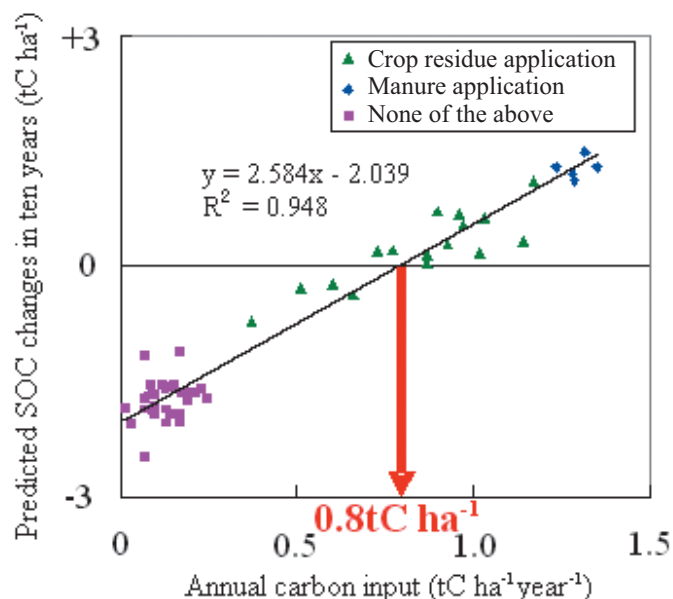 +3
Crop residue application
Manure application
None of the above
y = 2.584x - 2.039
R² = 0.948
0
-3
0.8tC ha⁻¹
0
0.5
1.0
1.5
Annual carbon input (tC ha⁻¹year⁻¹)
Predicted SOC changes in ten years (tC ha⁻¹)